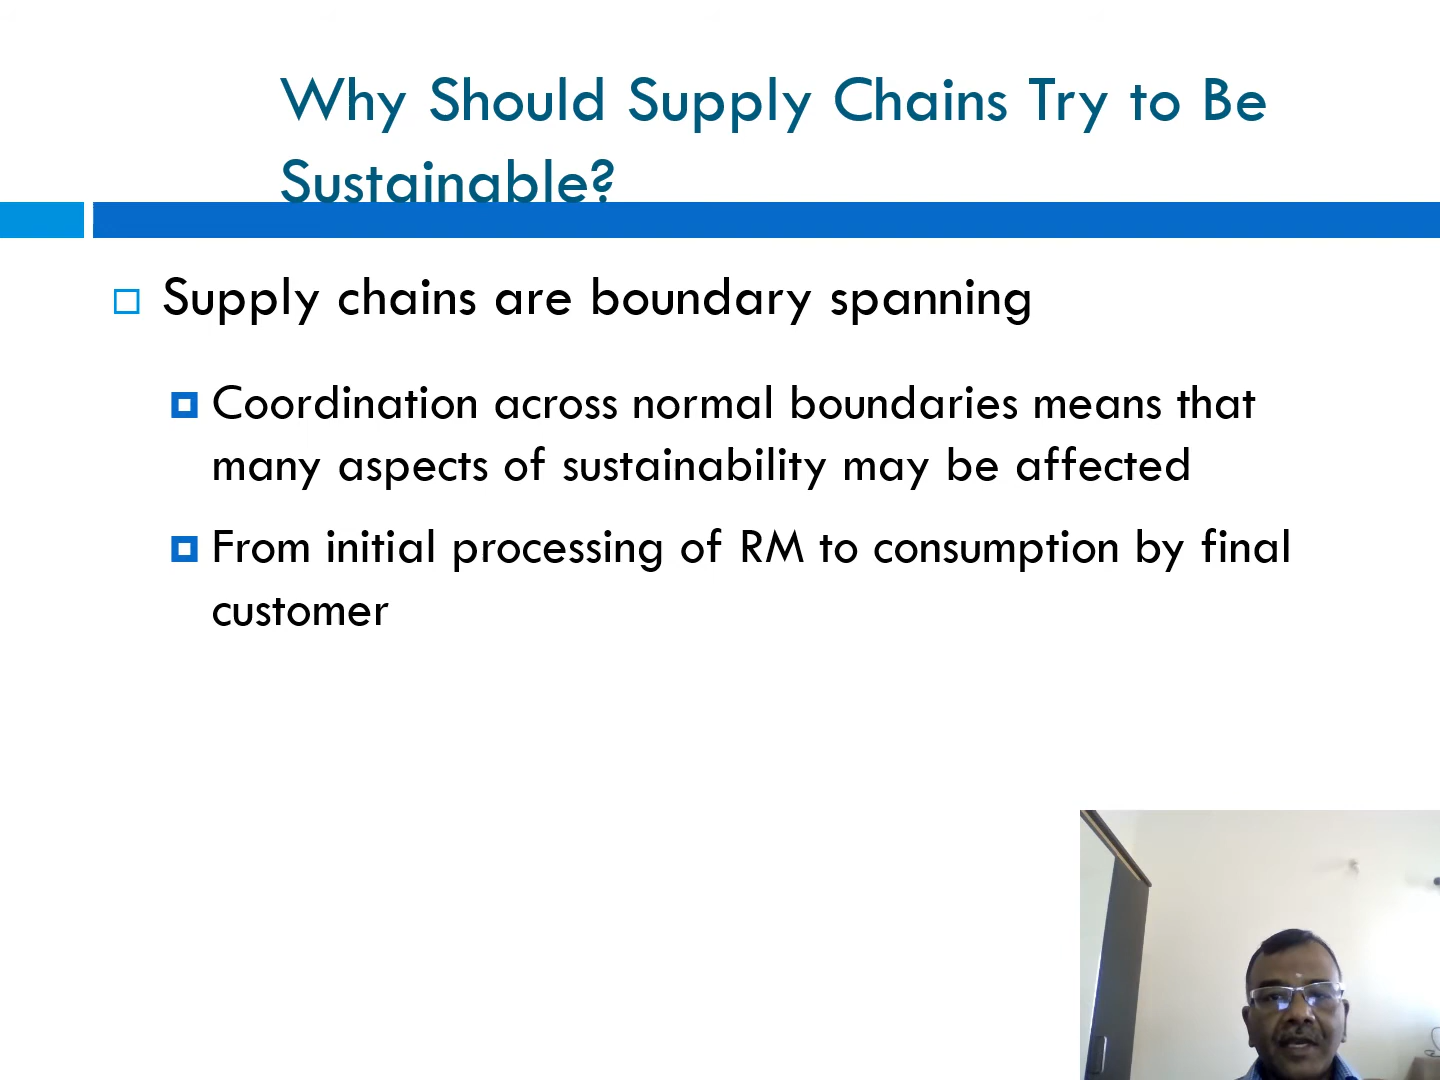 Why Should Supply Chains Try to Be
Sustainable?
Supply chains are boundary spanning
Coordination across normal boundaries means that
many aspects of sustainability may be affected
From initial processing of RM to consumption by final
customer